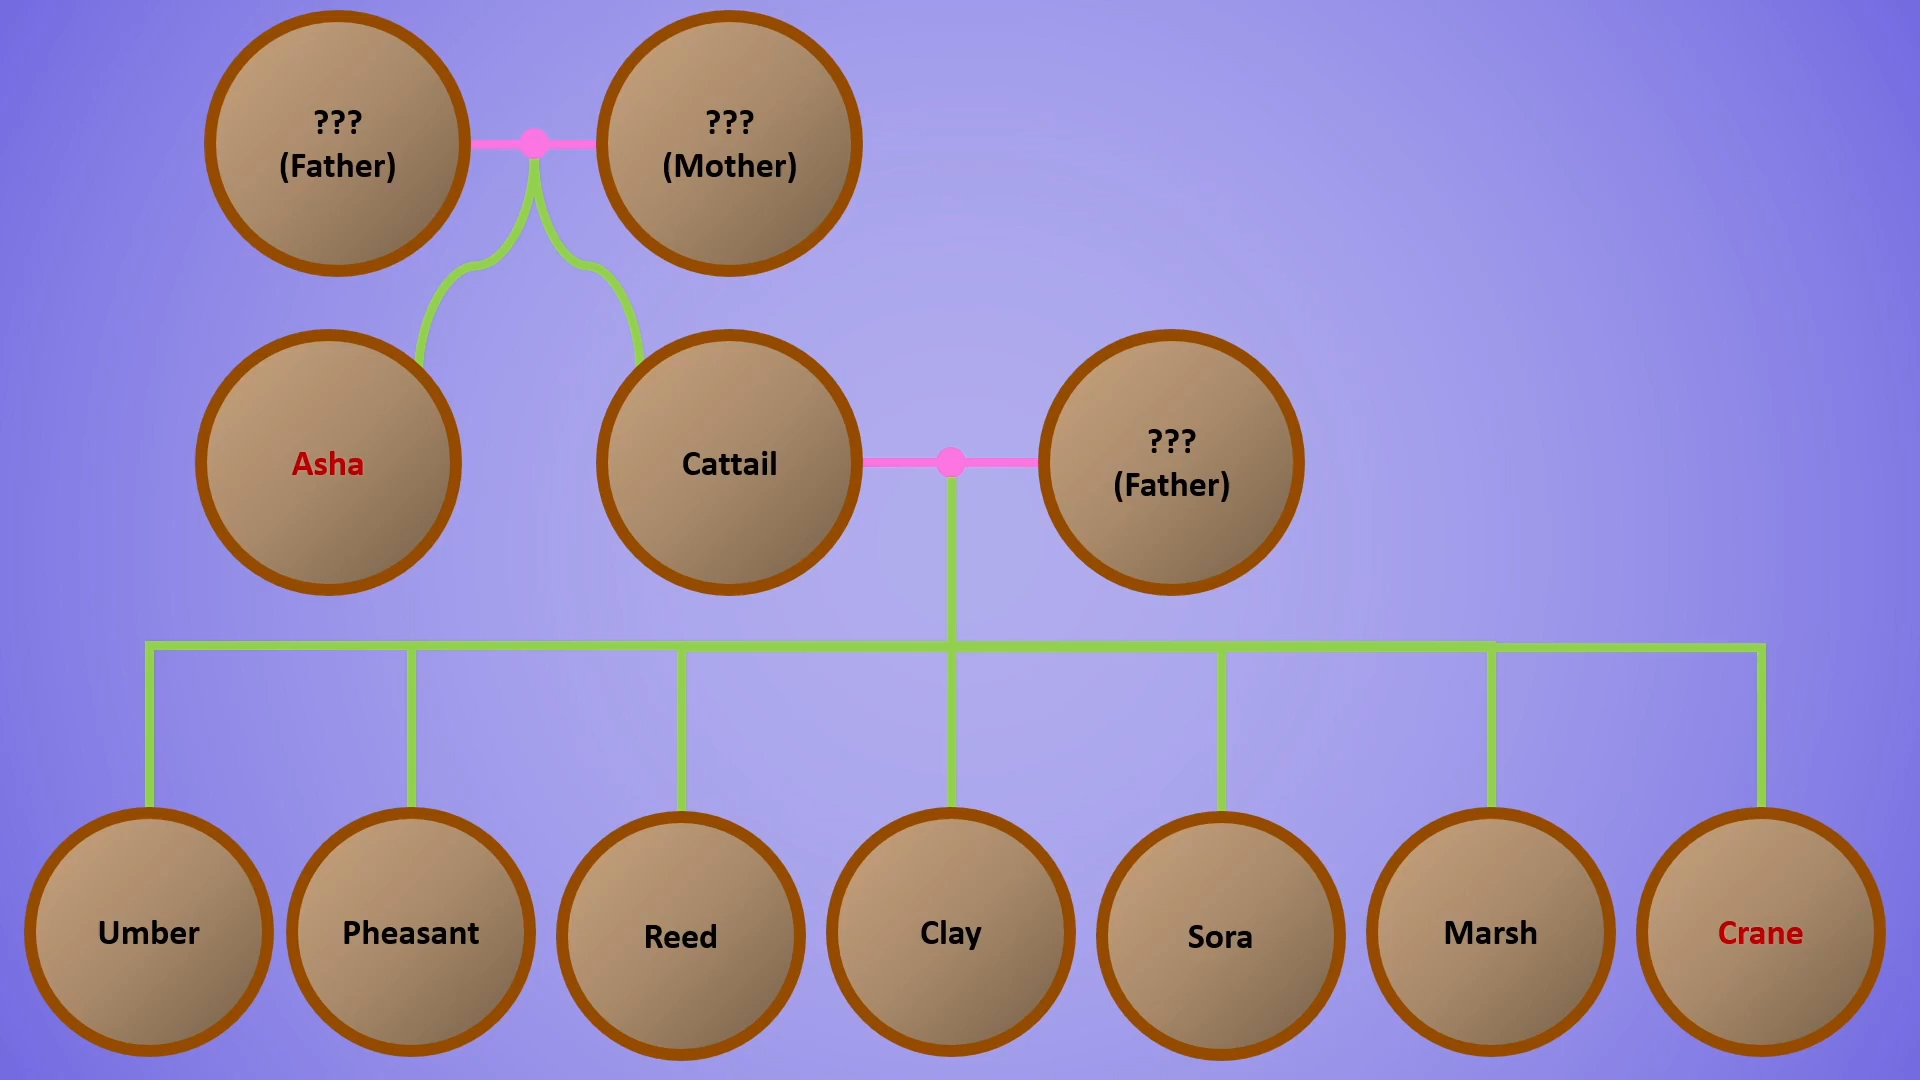 ???
(Father)
???
(Mother)
Asha
Cattail
???
(Father)
Umber
Pheasant
Reed
Clay
Sora
Marsh
Crane